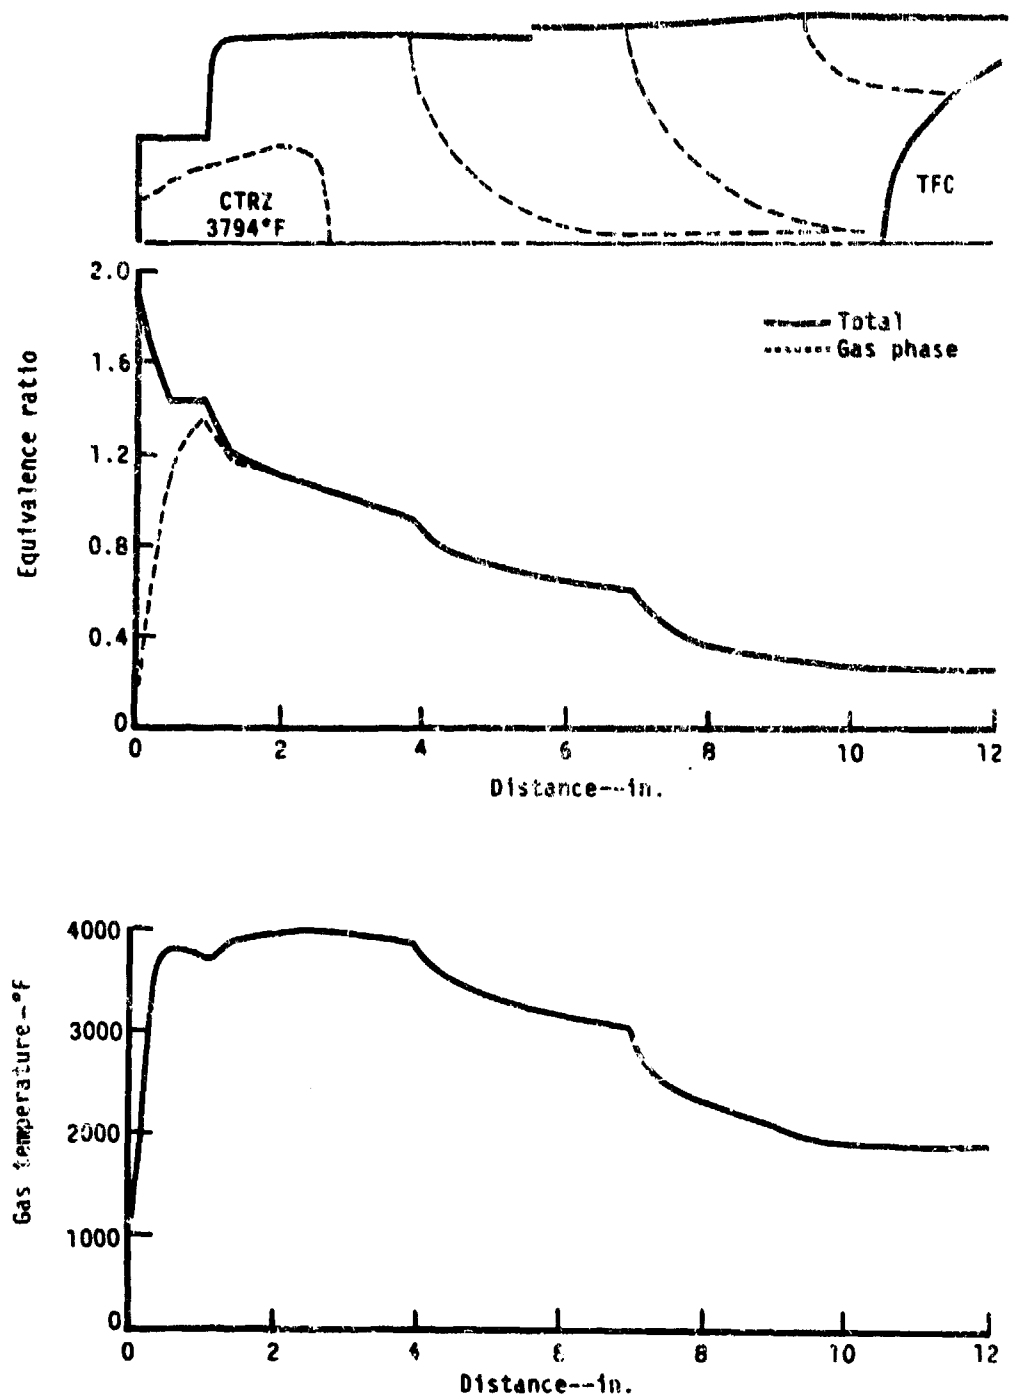 CTRZ
3794°F
TFC
2.0
1.6
1.2
0.8
0.4
0
Equivalence ratio
Total
Gas phase
0 2 4 6 8 10 12
Distance--in.
4000
3000
2000
1000
0
Gas temperature-°F
0 2 4 6 8 10 12
Distance--in.